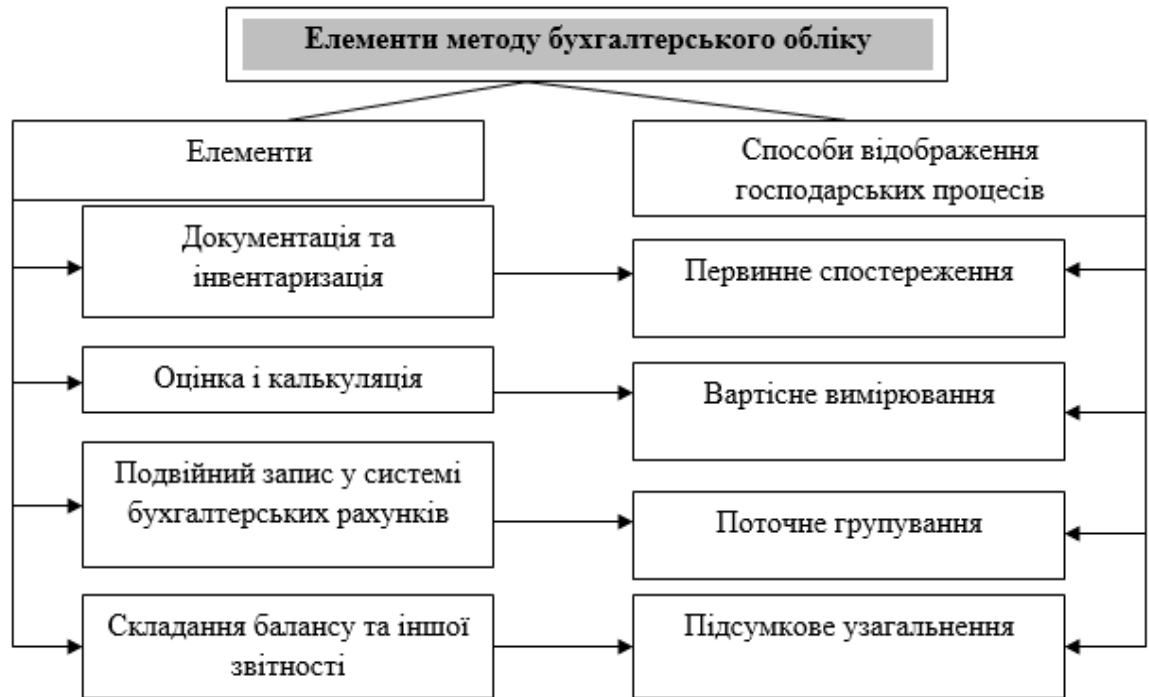 Елементи методу бухгалтерського обліку
Елементи
Способи відображення
господарських процесів
Документація та
інвентаризація
Первинне спостереження
Оцінка і калькуляція
Вартісне вимірювання
Подвійний запис у системі
бухгалтерських рахунків
Поточне групування
Складання балансу та іншої
звітності
Підсумкове узагальнення